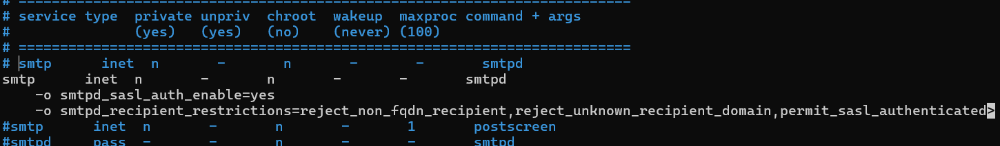 # ==========================================================================
# service type  private unpriv  chroot  wakeup  maxproc command + args
#               (yes)   (yes)   (no)    (never) (100)
# ==========================================================================
# smtp      inet  n       -       n       -       -       smtpd
smtp      inet  n       -       n       -       -       smtpd
    -o smtpd_sasl_auth_enable=yes
    -o smtpd_recipient_restrictions=reject_non_fqdn_recipient,reject_unknown_recipient_domain,permit_sasl_authenticated>
#smtp      inet  n       -       n       -       1       postscreen
#smtpd     pass  -       -       n       -       -       smtpd